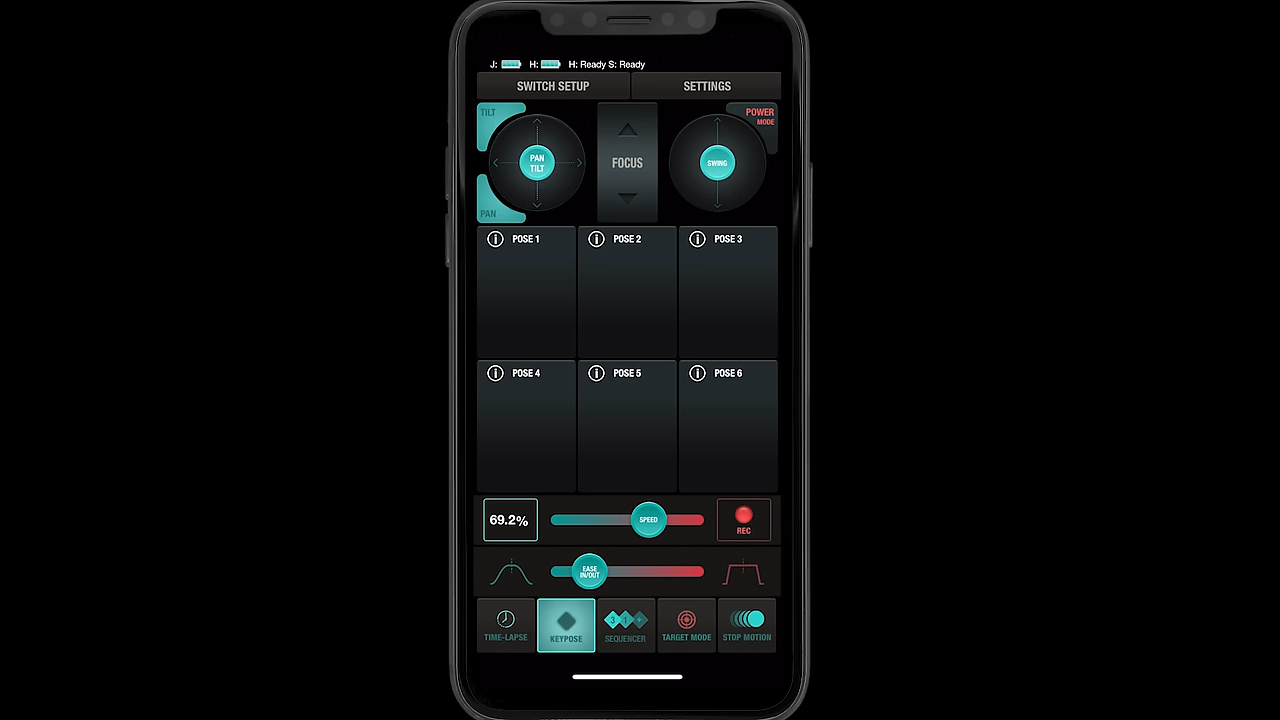 J: H: H: Ready S: Ready
SWITCH SETUP
SETTINGS
TILT
PAN
TILT
PAN
FOCUS
SWING
POWER
MODE
POSE 1
POSE 2
POSE 3
POSE 4
POSE 5
POSE 6
69.2%
SPEED
REC
EASE
IN/OUT
TIME-LAPSE
KEYPOSE
3 1 +
SEQUENCER
TARGET MODE
STOP MOTION